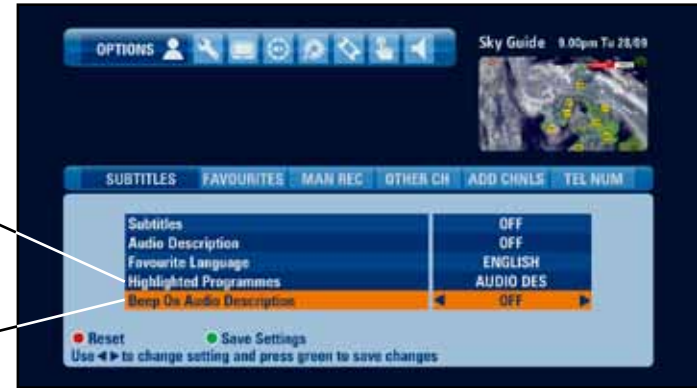 OPTIONS
Sky Guide 9.00pm Tu 28/09
SUBTITLES FAVOURITES MAN REC OTHER CH ADD CHNLS TEL NUM
Subtitles OFF
Audio Description OFF
Favourite Language ENGLISH
Highlighted Programmes AUDIO DES
Beep On Audio Description ◀ OFF ▶
Reset Save Settings
Use ◀ ▶ to change setting and press green to save changes